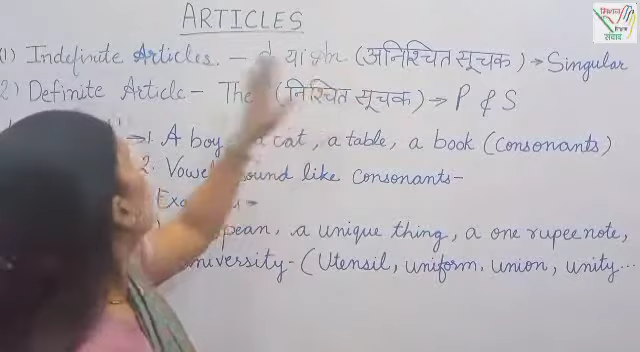 ARTICLES
(1) Indefinite Articles. – या (अनिश्चित सूचक) → Singular
2) Definite Article – The (निश्चित सूचक) → P & S
→ 1. A boy cat, a table, a book (consonants)
2. Vowel sound like consonants –
a unique thing, a one rupee note,
university – (Utensil, uniform, union, unity...
मिशन
संवाद